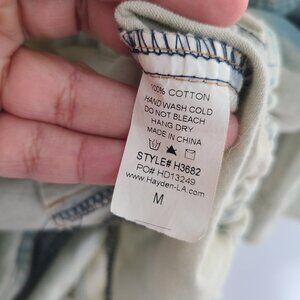 100% COTTON
HAND WASH COLD
DO NOT BLEACH
HANG DRY
MADE IN CHINA
STYLE# H3682
PO# HD13249
www.Hayden-LA.com
M